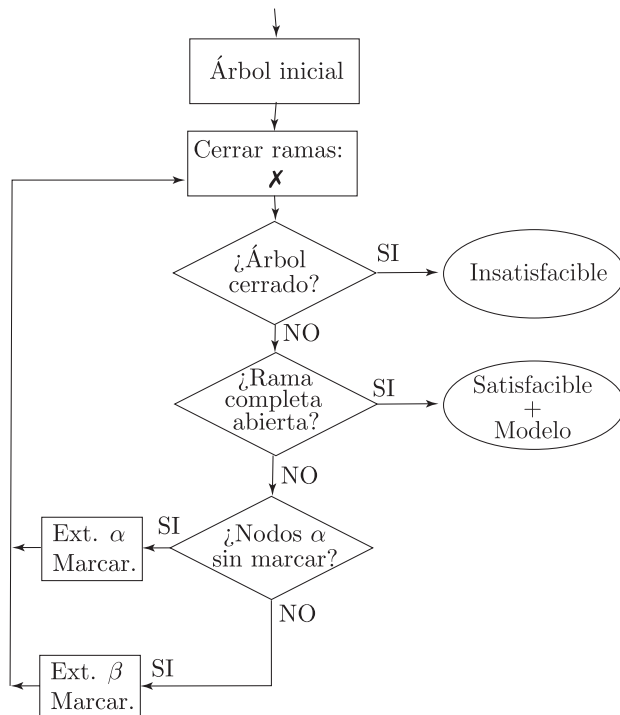 Árbol inicial
Cerrar ramas:
✗
¿Árbol
cerrado?
SI
Insatisfacible
NO
¿Rama
completa
abierta?
SI
Satisfacible
+
Modelo
NO
¿Nodos α
sin marcar?
SI
Ext. α
Marcar.
NO
SI
Ext. β
Marcar.